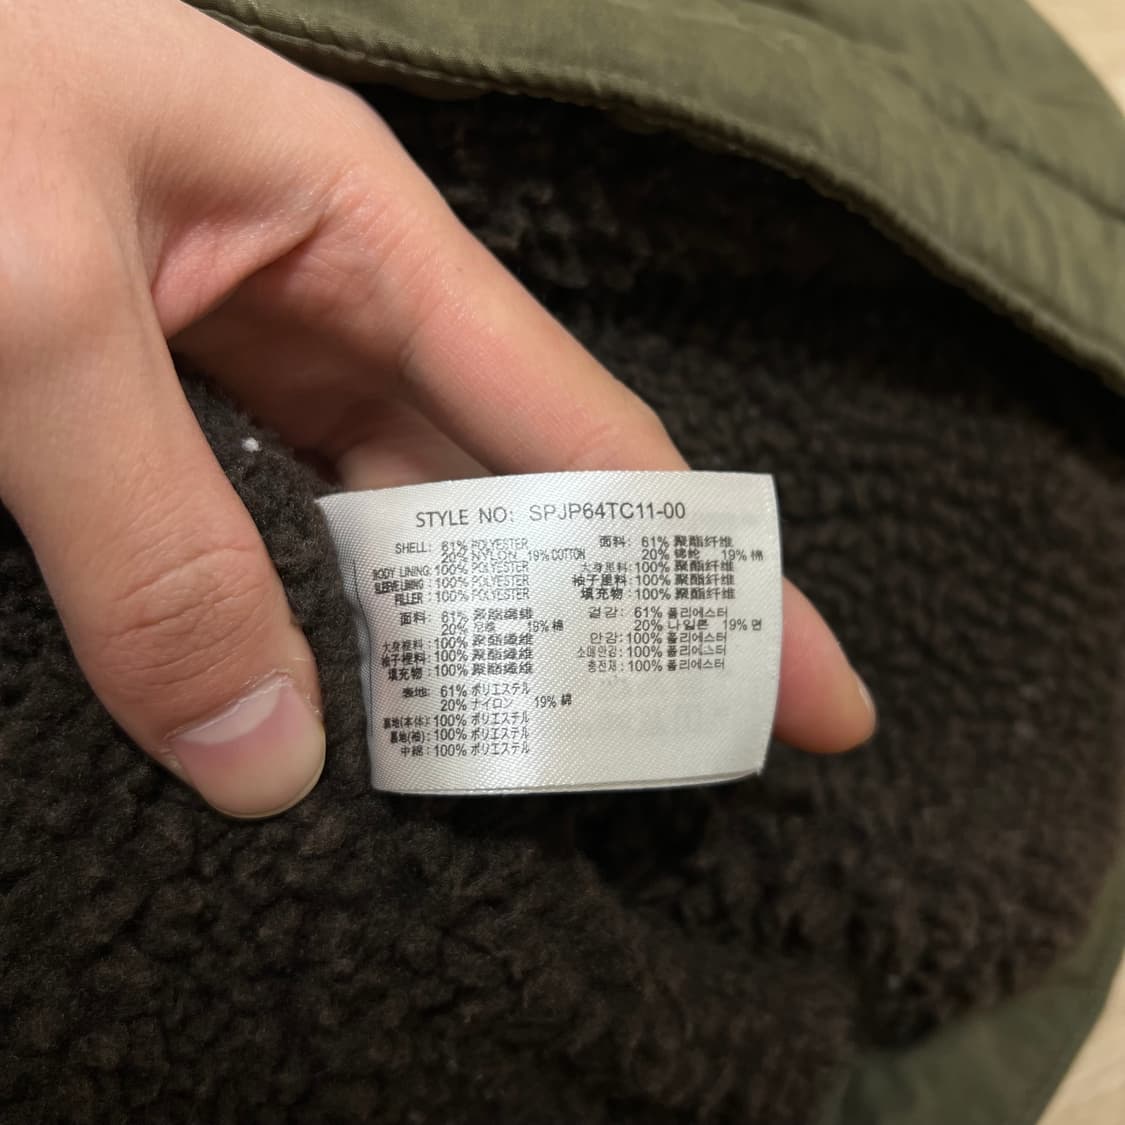 STYLE NO: SPJP64TC11-00
SHELL: 61% POLYESTER
20% NYLON 19% COTTON
BODY LINING: 100% POLYESTER
SLEEVE LINING: 100% POLYESTER
FILLER: 100% POLYESTER
面料: 61% 聚酯纖維
20% 19% 棉
大身裡料: 100% 聚酯纖維
袖子裡料: 100% 聚酯纖維
填充物: 100% 聚酯纖維
表地: 61% ポリエステル
20% ナイロン 19% 綿
裏地(本体): 100% ポリエステル
裏地(袖): 100% ポリエステル
中綿: 100% ポリエステル
面料: 61% 聚酯纤维
20% 锦纶 19% 棉
大身里料: 100% 聚酯纤维
袖子里料: 100% 聚酯纤维
填充物: 100% 聚酯纤维
겉감: 61% 폴리에스터
20% 나일론 19% 면
안감: 100% 폴리에스터
소매안감: 100% 폴리에스터
충전재: 100% 폴리에스터